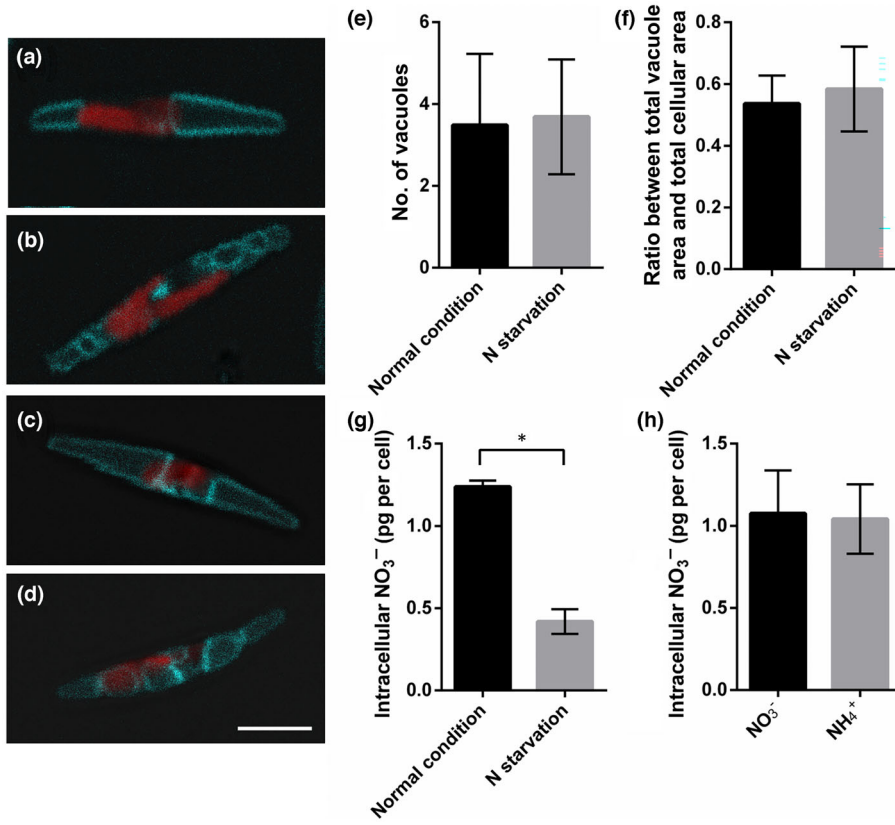 (a)
(b)
(c)
(d)
(e)
No. of vacuoles
6
4
2
0
Normal condition
N starvation
(f)
Ratio between total vacuole
area and total cellular area
0.8
0.6
0.4
0.2
0.0
Normal condition
N starvation
(g)
Intracellular NO₃⁻ (pg per cell)
1.5
1.0
0.5
0.0
*
Normal condition
N starvation
(h)
Intracellular NO₃⁻ (pg per cell)
1.5
1.0
0.5
0.0
NO₃⁻
NH₄⁺